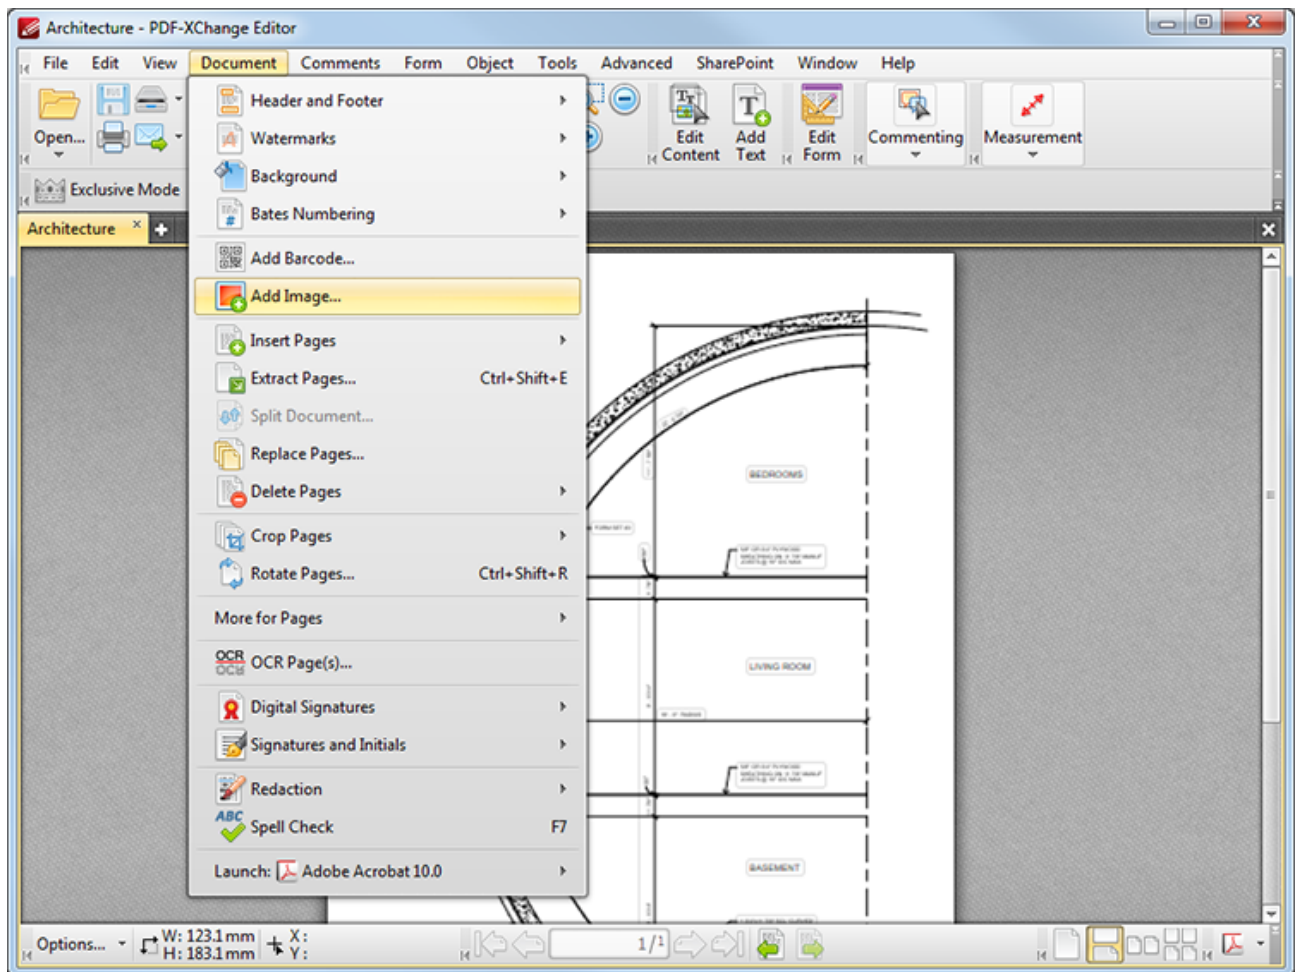 Architecture - PDF-XChange Editor
File Edit View Document Comments Form Object Tools Advanced SharePoint Window Help
Open...
Edit Content
Add Text
Edit Form
Commenting
Measurement
Exclusive Mode
Architecture
Header and Footer
Watermarks
Background
Bates Numbering
Add Barcode...
Add Image...
Insert Pages
Extract Pages... Ctrl+Shift+E
Split Document...
Replace Pages...
Delete Pages
Crop Pages
Rotate Pages... Ctrl+Shift+R
More for Pages
OCR Page(s)...
Digital Signatures
Signatures and Initials
Redaction
ABC
Spell Check F7
Launch: Adobe Acrobat 10.0
BEDROOMS
LIVING ROOM
BASEMENT
Options...
W: 123.1 mm
H: 183.1 mm
X:
Y:
1/1